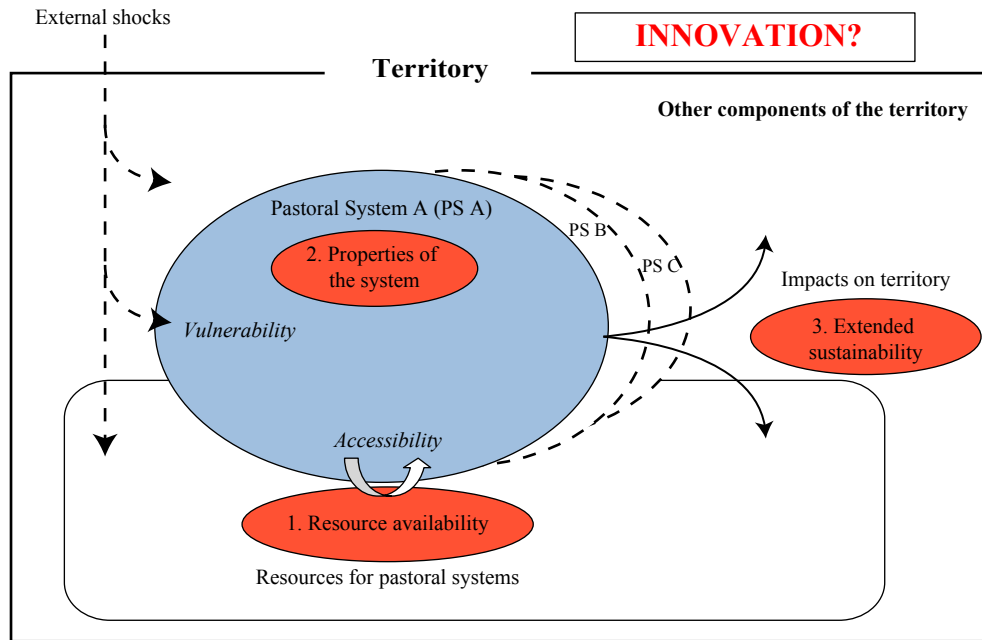 External shocks
INNOVATION?
Territory
Other components of the territory
Pastoral System A (PS A)
PS B
2. Properties of
the system
PS C
Impacts on territory
Vulnerability
3. Extended
sustainability
Accessibility
1. Resource availability
Resources for pastoral systems